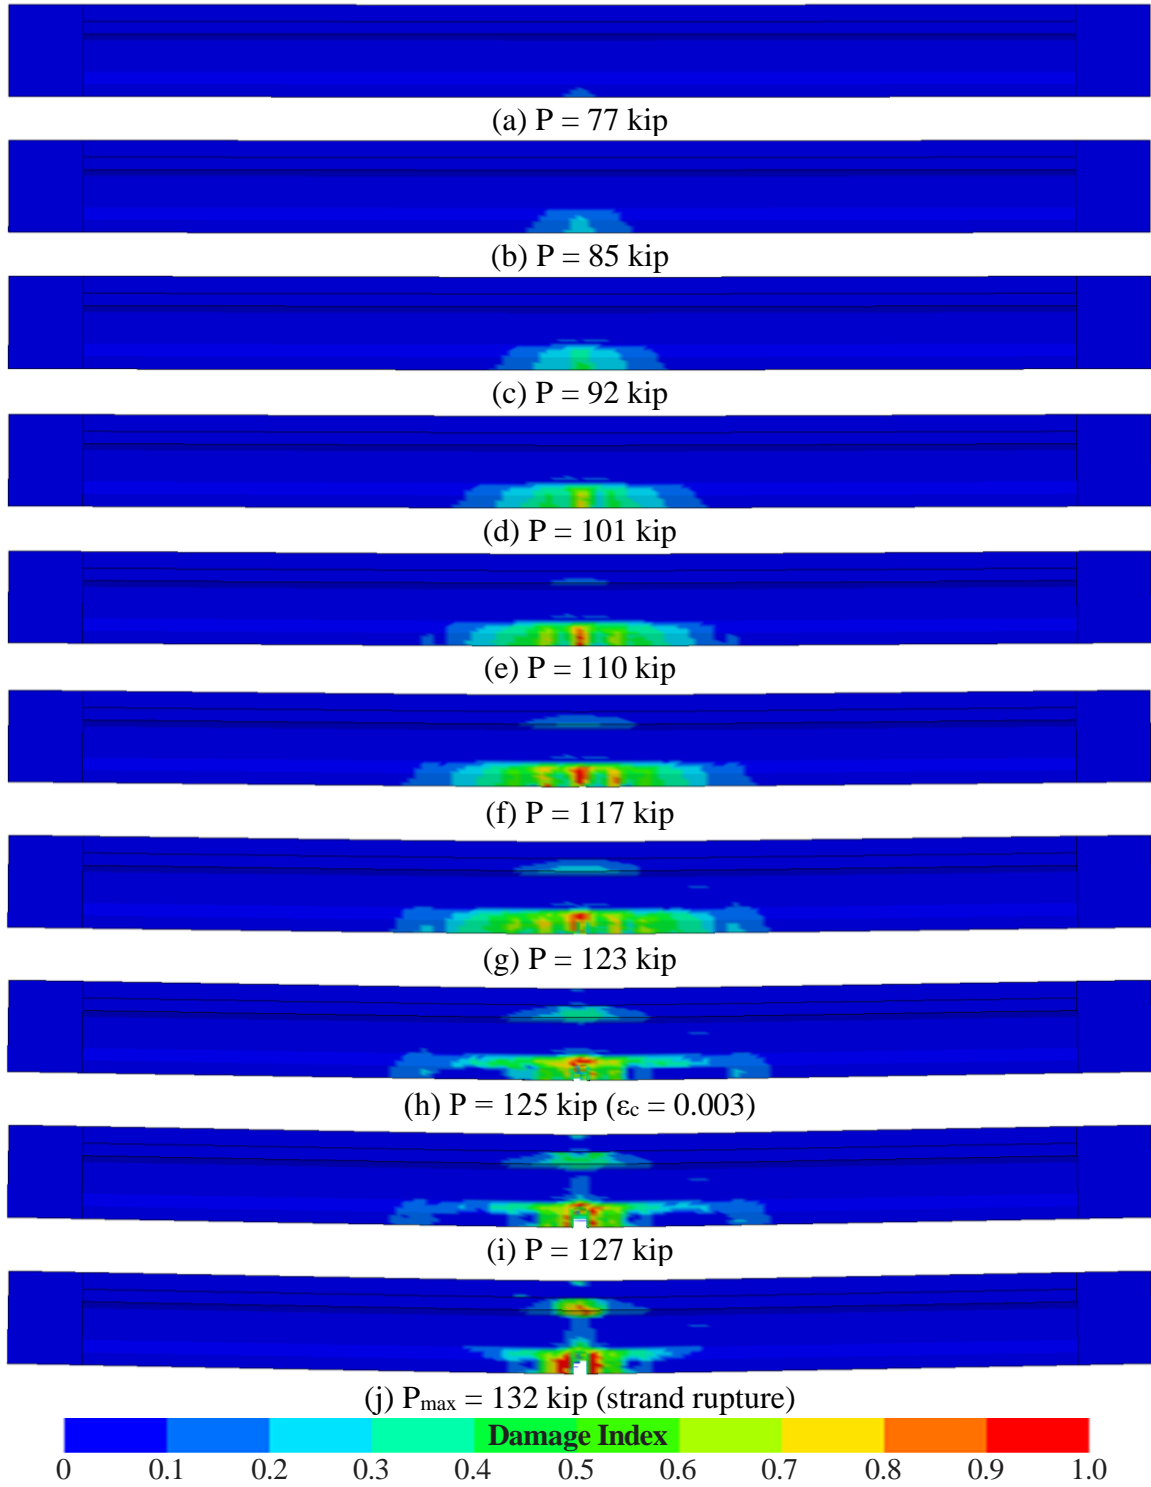 (a) P = 77 kip
(b) P = 85 kip
(c) P = 92 kip
(d) P = 101 kip
(e) P = 110 kip
(f) P = 117 kip
(g) P = 123 kip
(h) P = 125 kip (εc = 0.003)
(i) P = 127 kip
(j) Pmax = 132 kip (strand rupture)
Damage Index
0 0.1 0.2 0.3 0.4 0.5 0.6 0.7 0.8 0.9 1.0